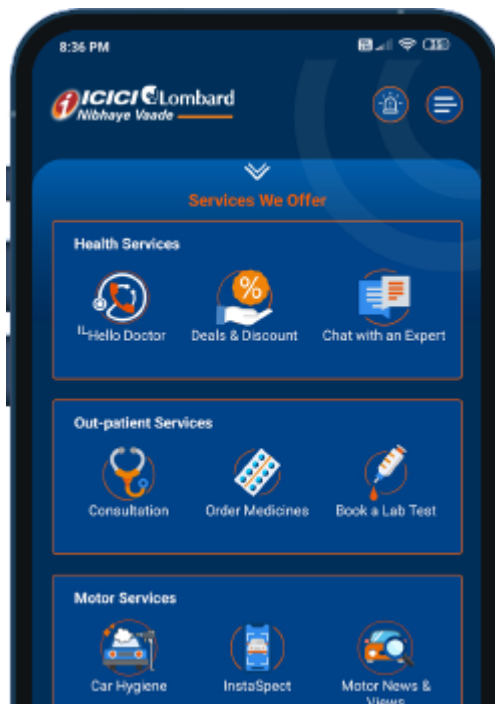 8:36 PM
ICICI Lombard
Nibhaye Vaade
Services We Offer
Health Services
ILHello Doctor
Deals & Discount
Chat with an Expert
Out-patient Services
Consultation
Order Medicines
Book a Lab Test
Motor Services
Car Hygiene
InstaSpect
Motor News &
Views